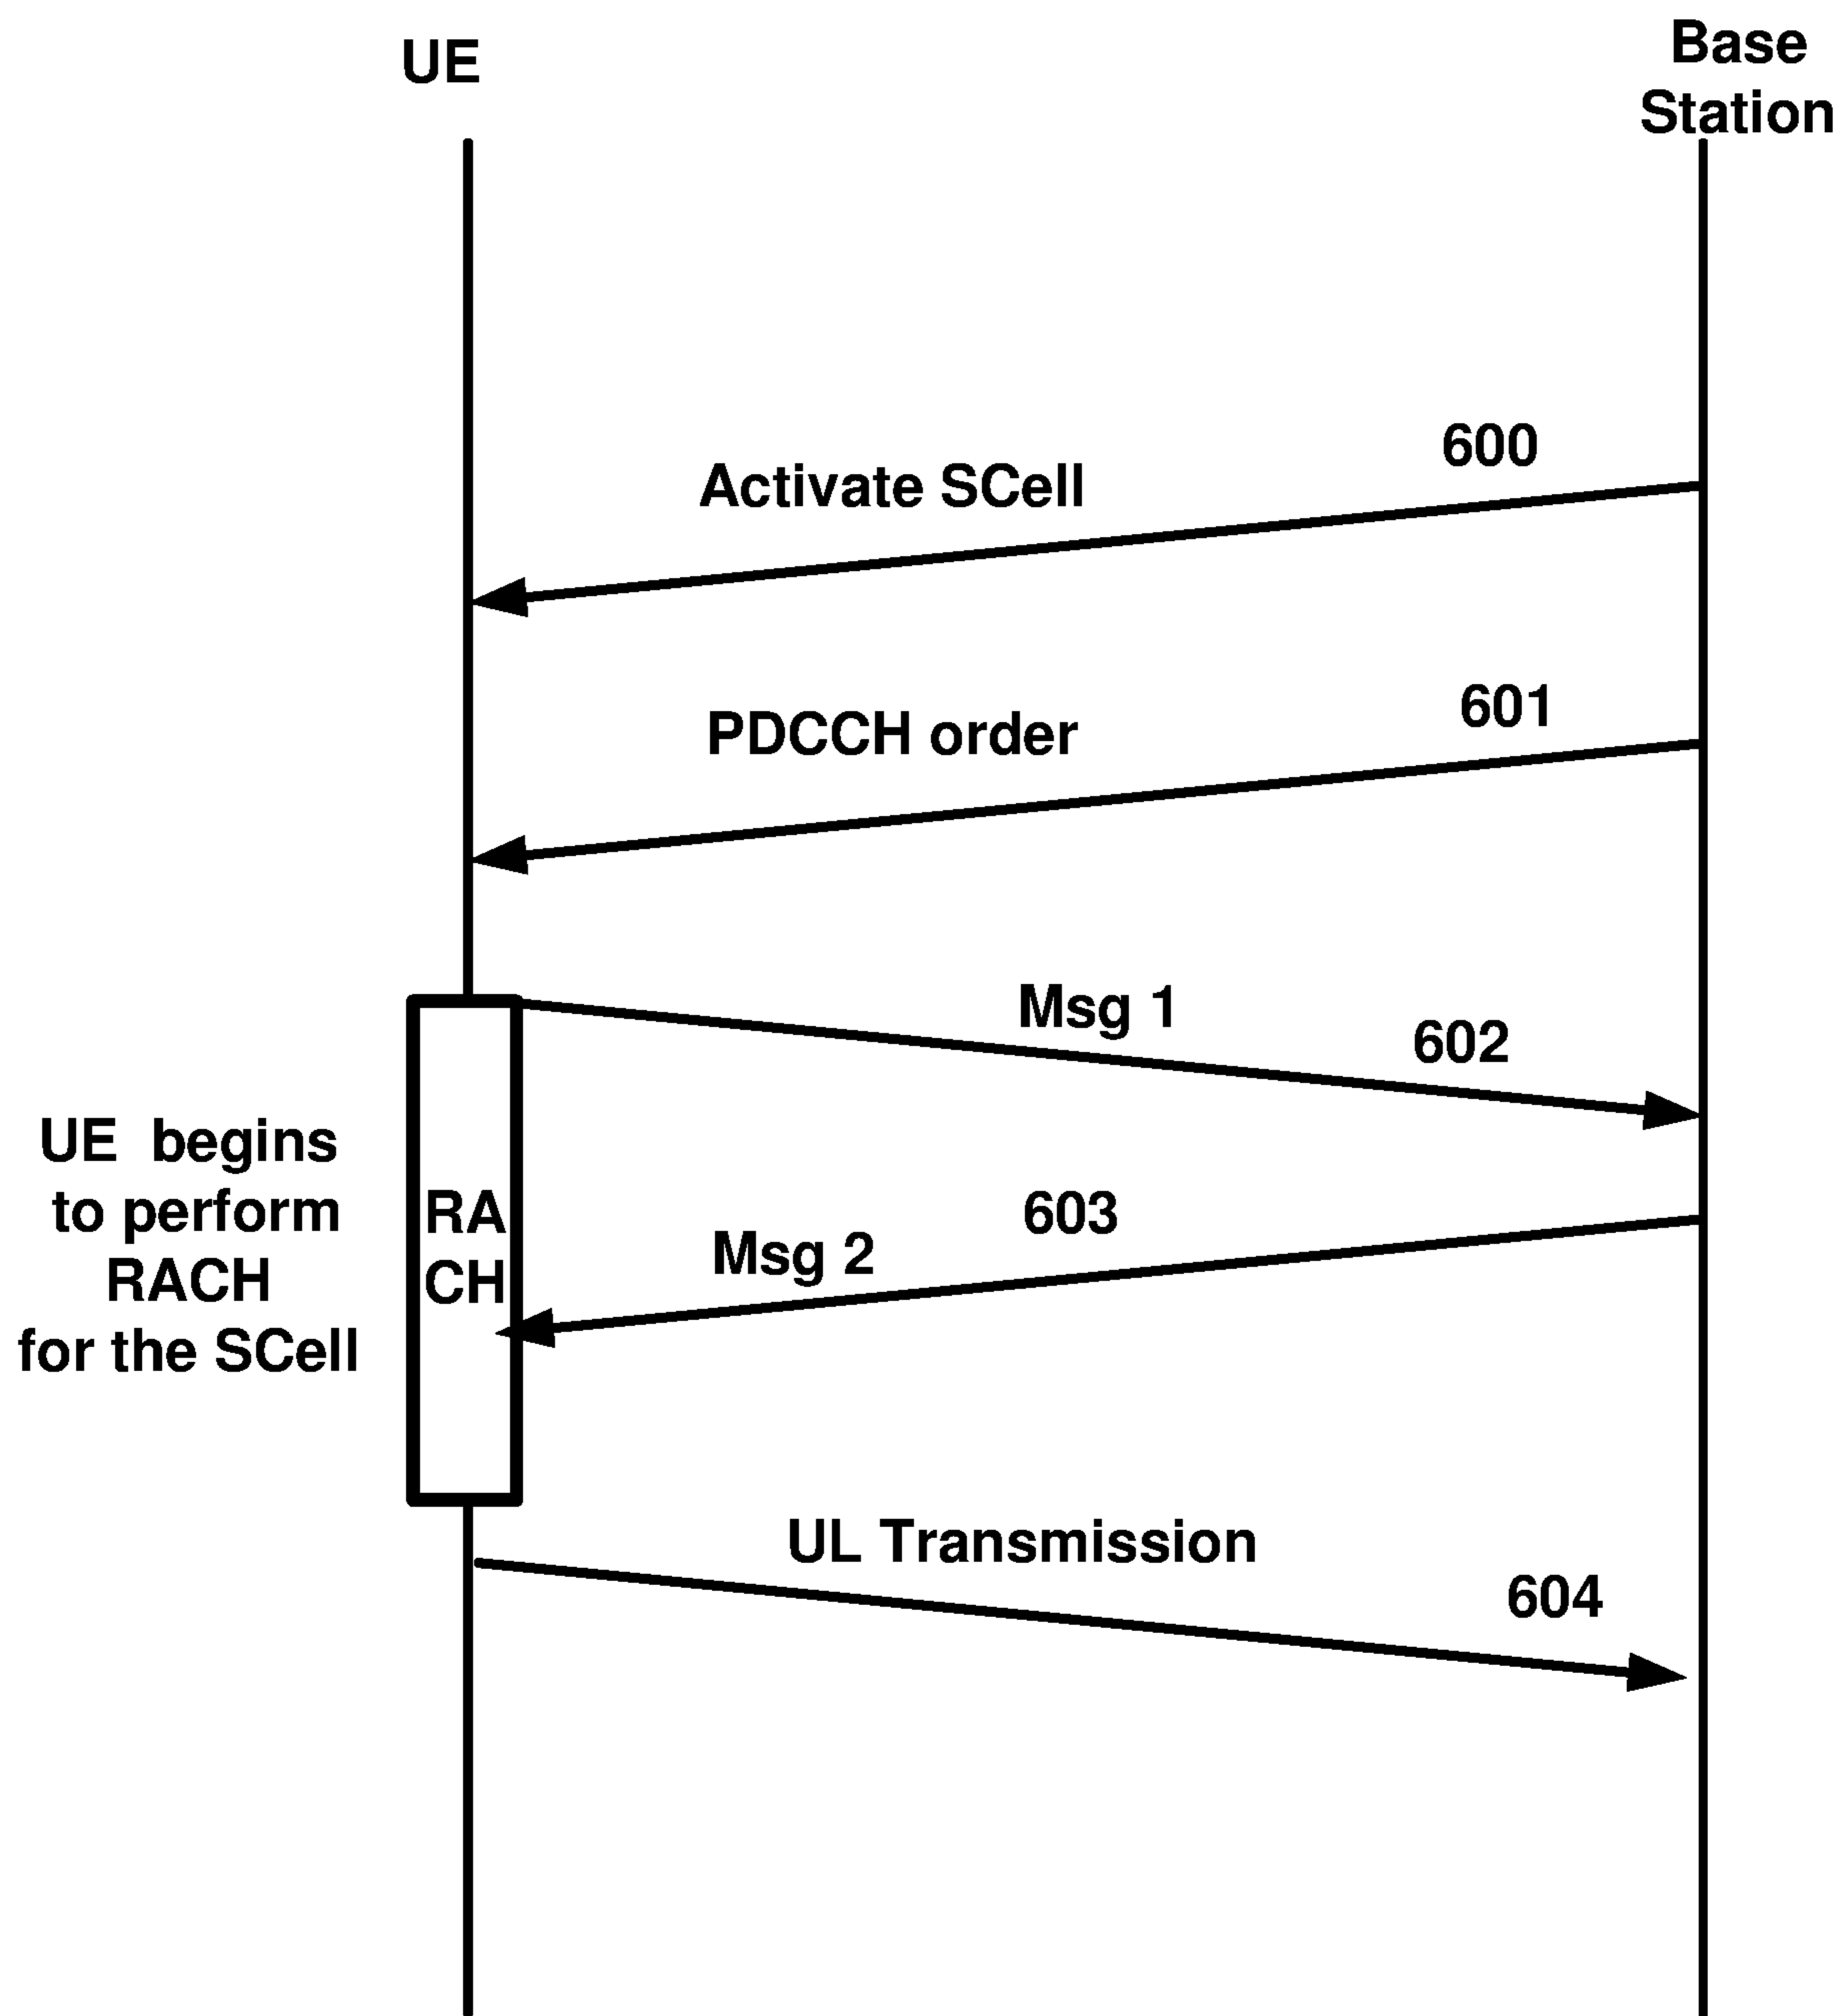 UE
Base
Station
600
Activate SCell
601
PDCCH order
Msg 1
602
UE begins
to perform
RACH
for the SCell
RA
CH
603
Msg 2
UL Transmission
604